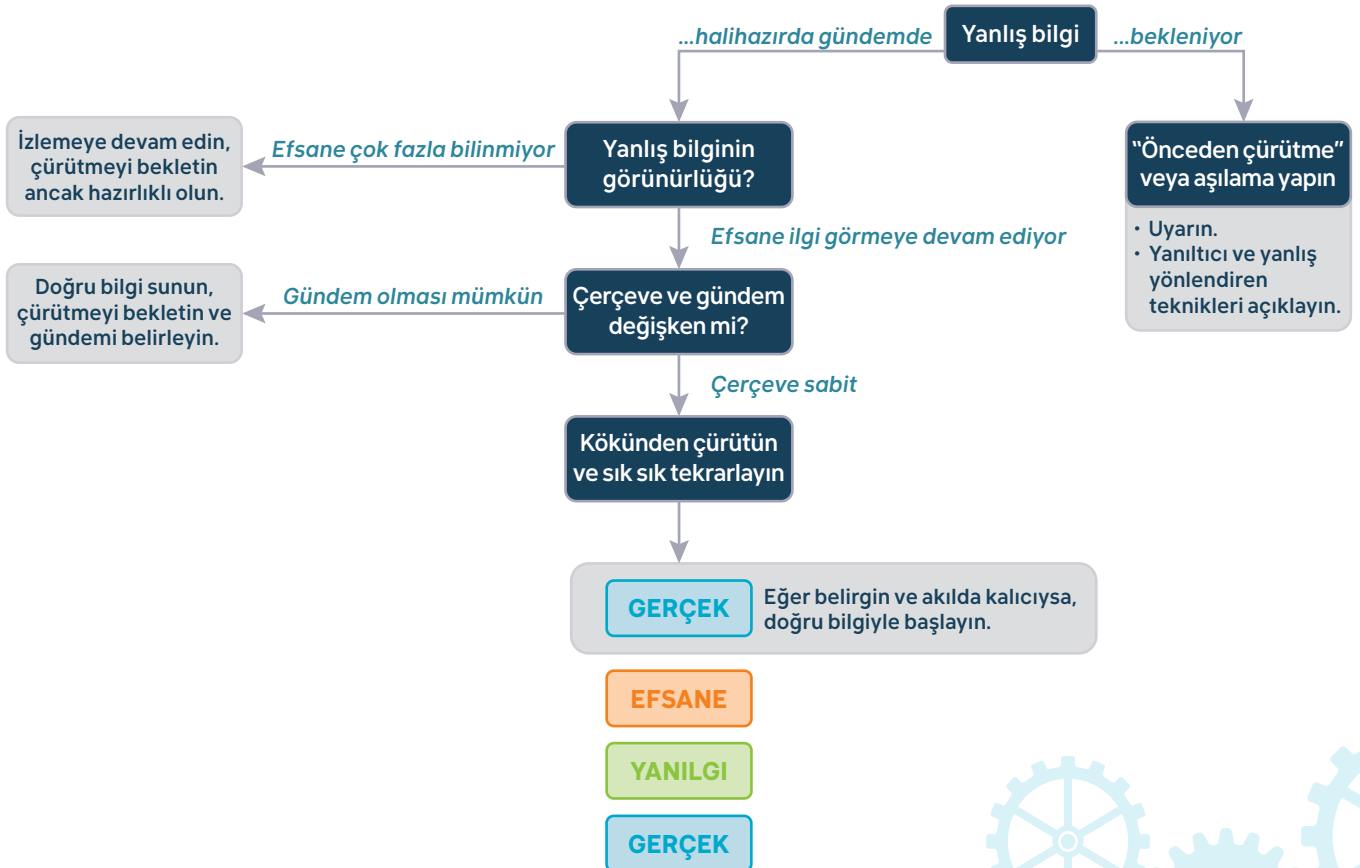 Yanlış bilgi
...halihazırda gündemde
...bekleniyor
Yanlış bilginin
görünürlüğü?
Efsane çok fazla bilinmiyor
İzlemeye devam edin,
çürütmeyi bekletin
ancak hazırlıklı olun.
"Önceden çürütme"
veya aşılama yapın
· Uyarın.
· Yanıltıcı ve yanlış
yönlendiren
teknikleri açıklayın.
Efsane ilgi görmeye devam ediyor
Çerçeve ve gündem
değişken mi?
Gündem olması mümkün
Doğru bilgi sunun,
çürütmeyi bekletin ve
gündemi belirleyin.
Çerçeve sabit
Kökünden çürütün
ve sık sık tekrarlayın
GERÇEK
Eğer belirgin ve akılda kalıcıysa,
doğru bilgiyle başlayın.
EFSANE
YANILGI
GERÇEK